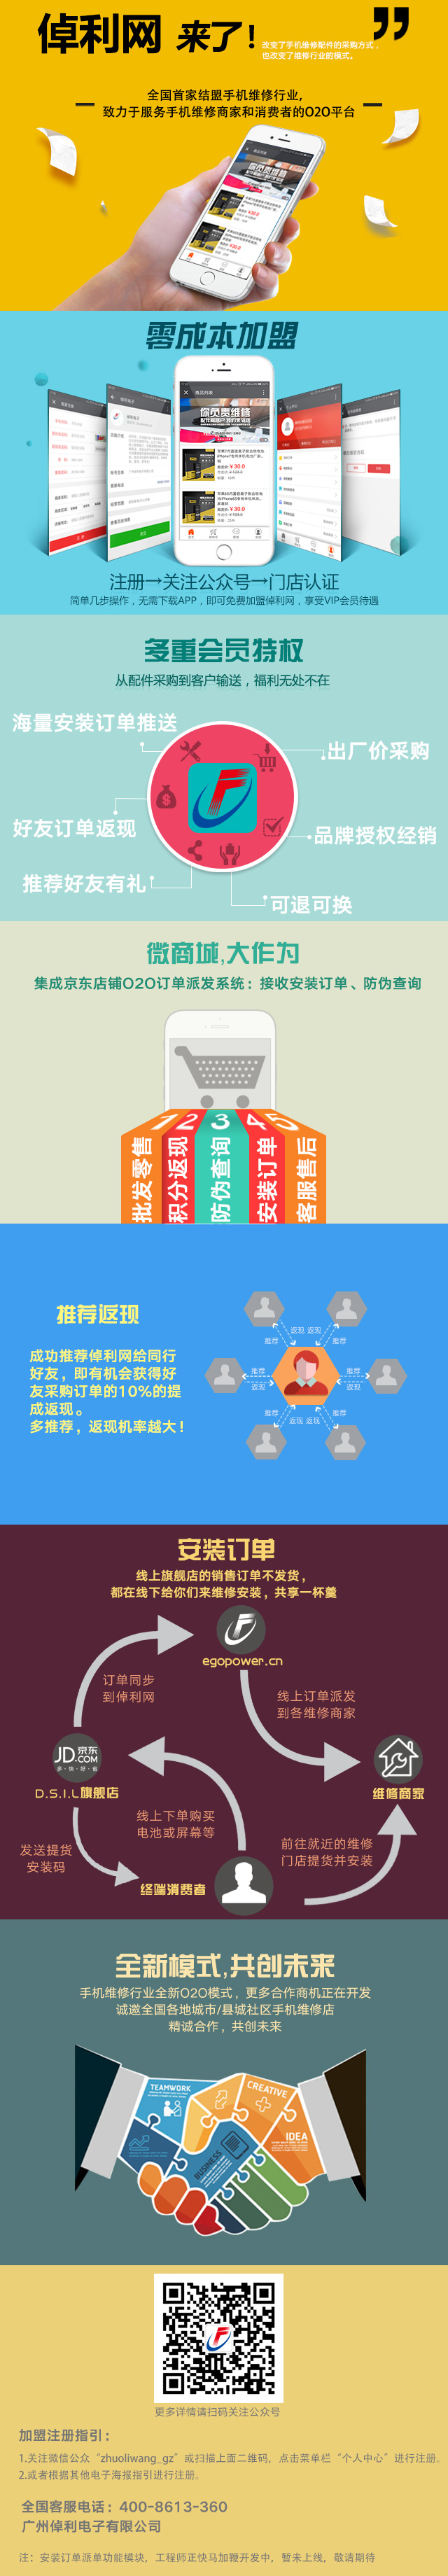 倬利网 来了！
改变了手机维修配件的采购方式，
也改变了维修行业的模式。
全国首家结盟手机维修行业，
致力于服务手机维修商家和消费者的O2O平台
零成本加盟
商品列表
你负责维修
¥30.0
¥30.0
注册→关注公众号→门店认证
简单几步操作，无需下载APP，即可免费加盟倬利网，享受VIP会员待遇
多重会员特权
从配件采购到客户输送，福利无处不在
海量安装订单推送
出厂价采购
好友订单返现
品牌授权经销
推荐好友有礼
可退可换
微商城,大作为
集成京东店铺O2O订单派发系统：接收安装订单、防伪查询
1 2 3 4 5
批发零售
积分返现
防伪查询
安装订单
客服售后
推荐返现
成功推荐倬利网给同行
好友，即有机会获得好
友采购订单的10%的提
成返现。
多推荐，返现机率越大！
返现 返现
推荐 推荐
推荐 推荐
返现 返现
推荐 推荐
返现 返现
安装订单
线上旗舰店的销售订单不发货，
都在线下给你们来维修安装，共享一杯羹
egopower.cn
订单同步
到倬利网
线上订单派发
到各维修商家
JD 京东
.COM
多·快·好·省
D.S.I.L旗舰店
维修商家
线上下单购买
电池或屏幕等
发送提货
安装码
前往就近的维修
门店提货并安装
终端消费者
全新模式,共创未来
手机维修行业全新O2O模式，更多合作商机正在开发
诚邀全国各地城市/县城社区手机维修店
精诚合作，共创未来
TEAMWORK
CREATIVE
IDEA
BUSINESS
更多详情请扫码关注公众号
加盟注册指引：
1.关注微信公众“zhuoliwang_gz”或扫描上面二维码，点击菜单栏“个人中心”进行注册。
2.或者根据其他电子海报指引进行注册。
全国客服电话：400-8613-360
广州倬利电子有限公司
注：安装订单派单功能模块，工程师正快马加鞭开发中，暂未上线，敬请期待